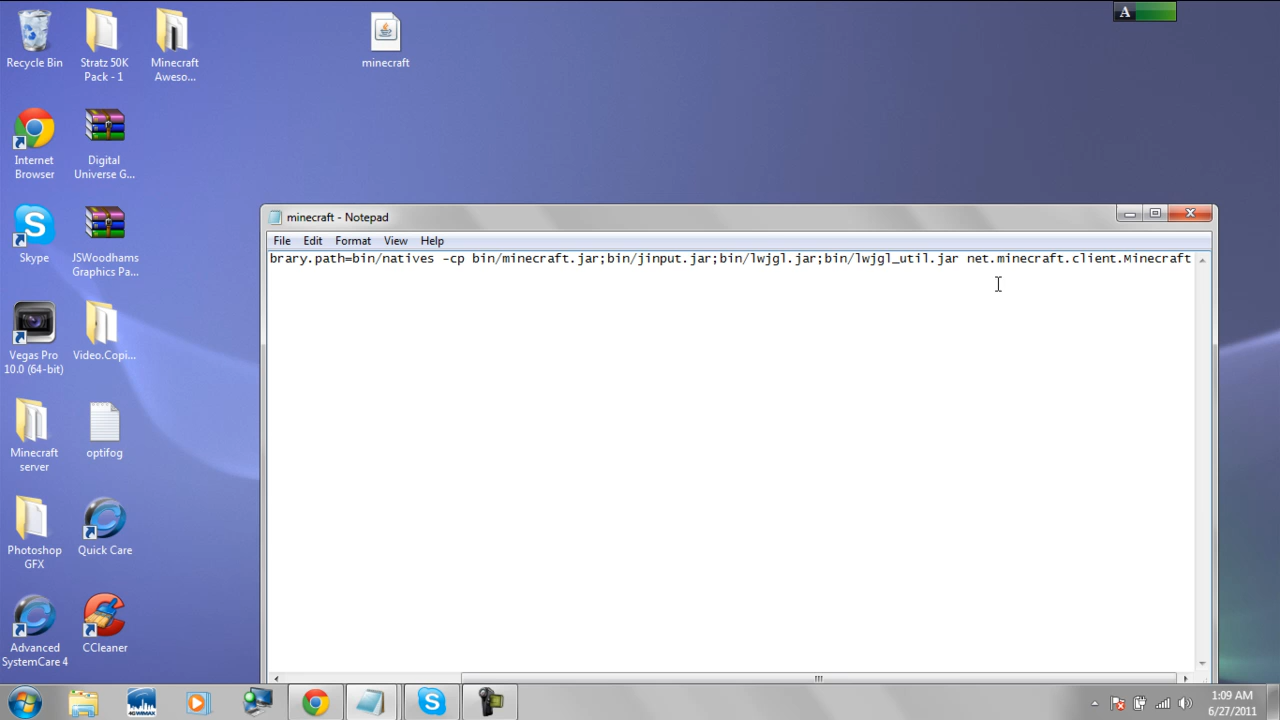 A
Recycle Bin
Stratz 50K
Pack - 1
Minecraft
Aweso...
minecraft
Internet
Browser
Digital
Universe G...
Skype
JSWoodhams
Graphics Pa...
minecraft - Notepad
File Edit Format View Help
brary.path=bin/natives -cp bin/minecraft.jar;bin/jinput.jar;bin/lwjgl.jar;bin/lwjgl_util.jar net.minecraft.client.Minecraft
Vegas Pro
10.0 (64-bit)
Video.Copi...
Minecraft
server
optifog
Photoshop
GFX
Quick Care
Advanced
SystemCare 4
CCleaner
4GWIMAX
1:09 AM
6/27/2011